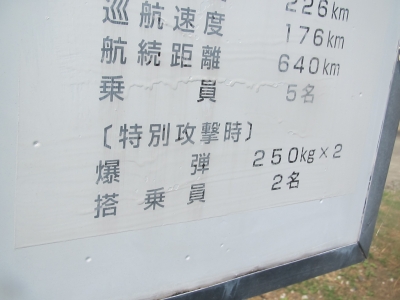 226km
巡航速度 176km
航続距離 640km
乗員 5名
〔特別攻撃時〕
爆弾 250kg×2
搭乗員 2名